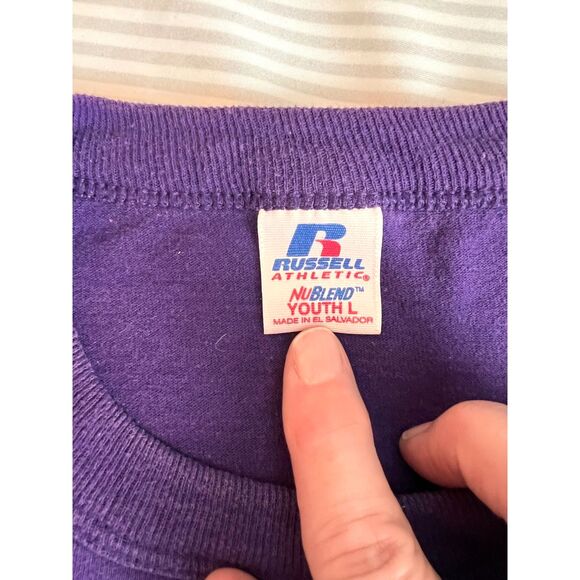 R
RUSSELL
ATHLETIC®
NUBLEND™
YOUTH L
MADE IN EL SALVADOR